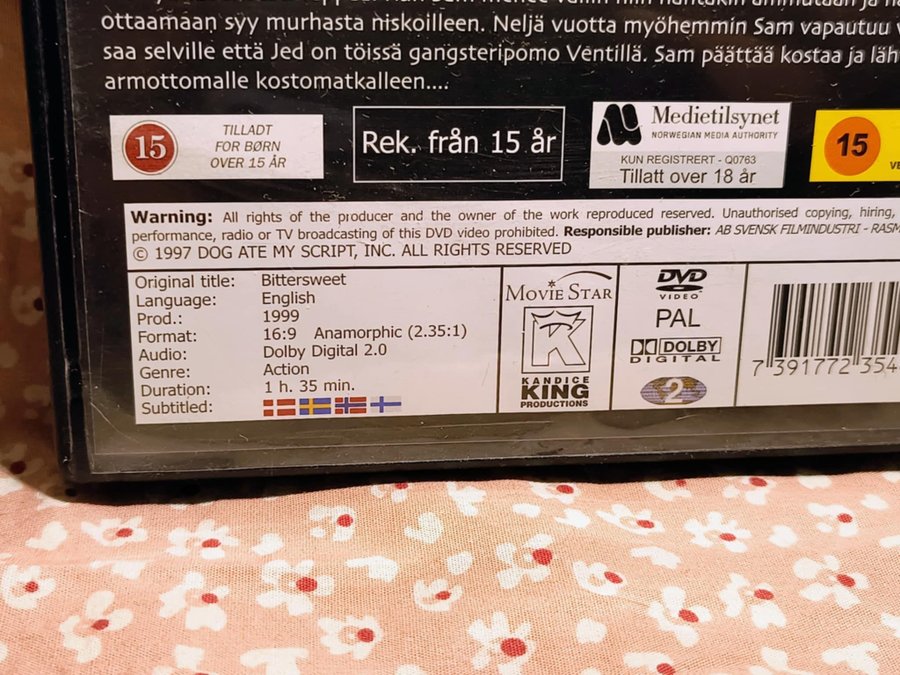 ottamaan syy murhasta niskoilleen. Neljä vuotta myöhemmin Sam vapautuu
saa selville että Jed on töissä gangsteripomo Ventillä. Sam päättää kostaa ja
armottomalle kostomatkalleen....
15
TILLADT
FOR BØRN
OVER 15 ÅR
Rek. från 15 år
Medietilsynet
NORWEGIAN MEDIA AUTHORITY
KUN REGISTRERT - Q0763
Tillatt over 18 år
15
Warning: All rights of the producer and the owner of the work reproduced reserved. Unauthorised copying, hiring,
performance, radio or TV broadcasting of this DVD video prohibited. Responsible publisher: AB SVENSK FILMINDUSTRI -
© 1997 DOG ATE MY SCRIPT, INC. ALL RIGHTS RESERVED
Original title: Bittersweet
Language: English
Prod.: 1999
Format: 16:9 Anamorphic (2.35:1)
Audio: Dolby Digital 2.0
Genre: Action
Duration: 1 h. 35 min.
Subtitled:
MOVIE STAR
KANDICE
KING
PRODUCTIONS
DVD
VIDEO
PAL
DOLBY
DIGITAL
2
7 391772 354